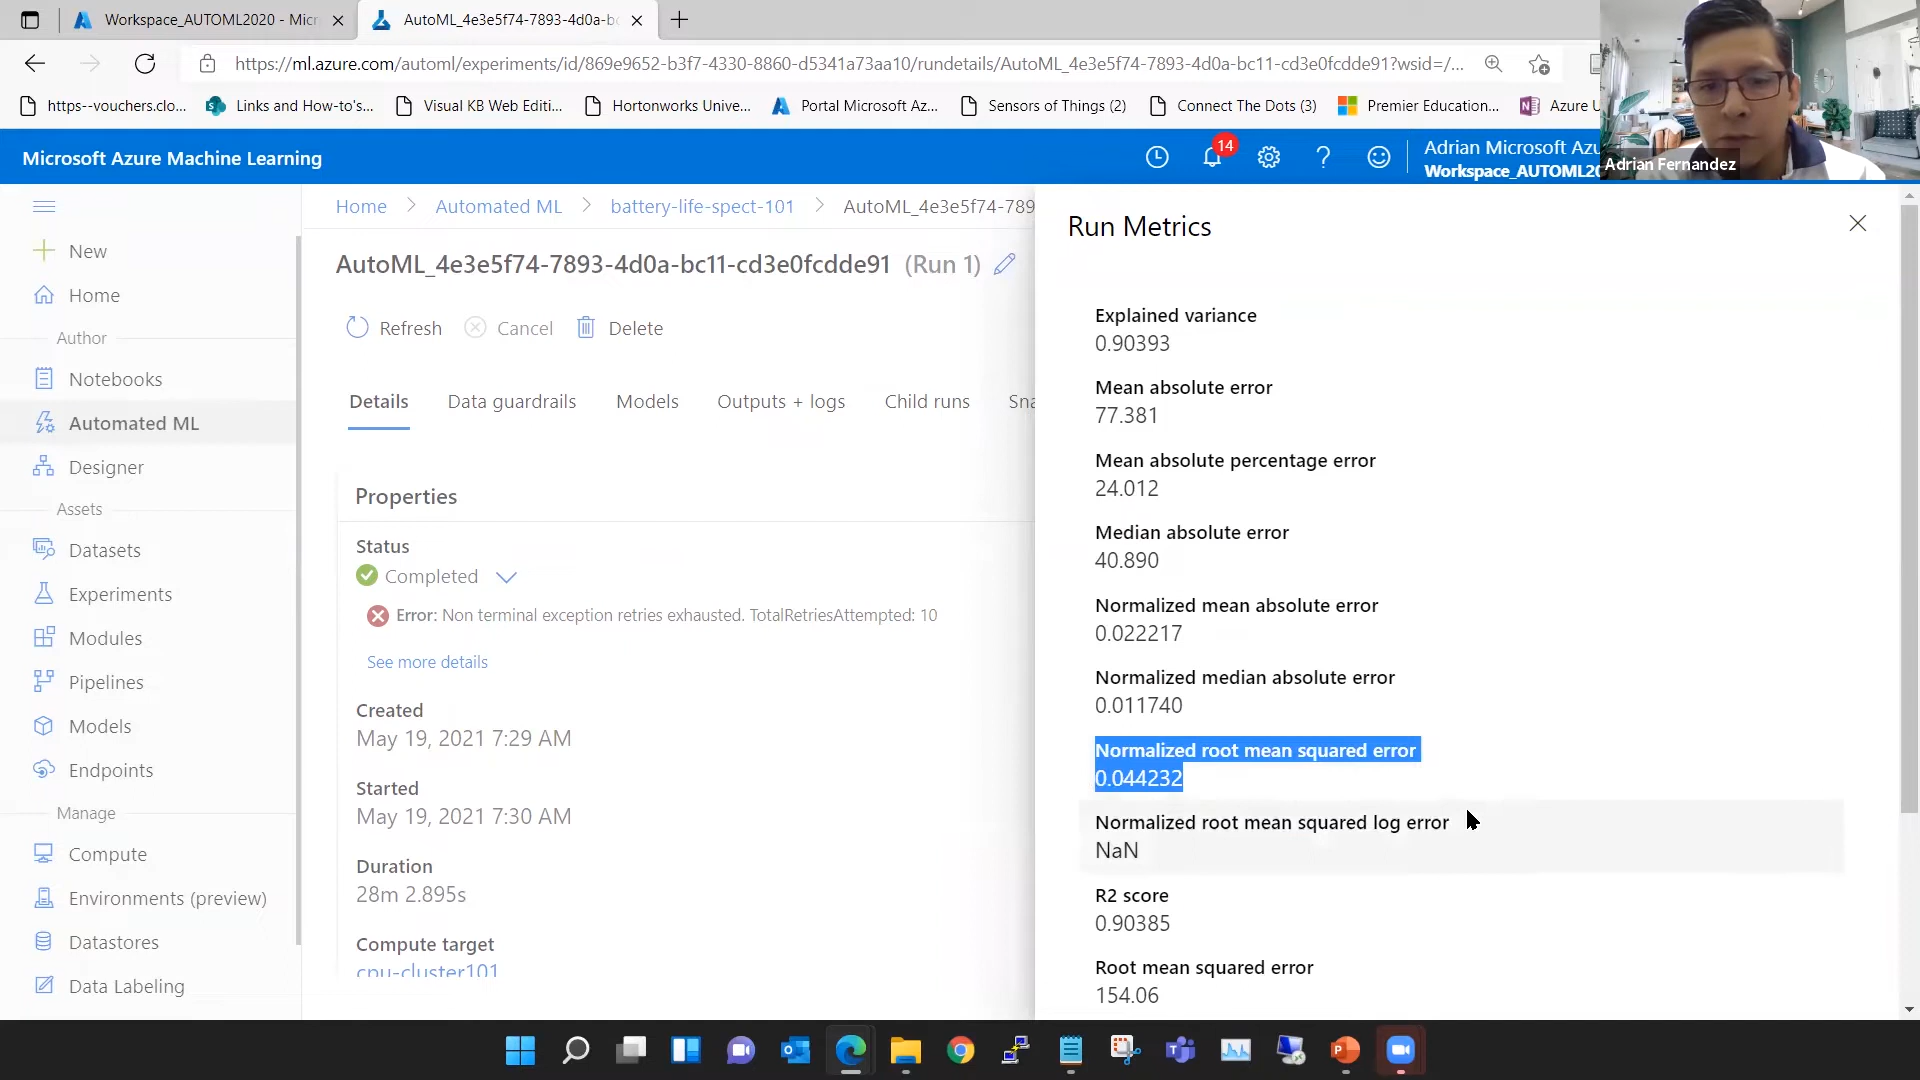 Workspace_AUTOML2020 - Micr
AutoML_4e3e5f74-7893-4d0a-bc
https://ml.azure.com/automl/experiments/id/869e9652-b3f7-4330-8860-d5341a73aa10/rundetails/AutoML_4e3e5f74-7893-4d0a-bc11-cd3e0fcdde91?wsid=/...
https--vouchers.clo...
Links and How-to's...
Visual KB Web Editi...
Hortonworks Unive...
Portal Microsoft Az...
Sensors of Things (2)
Connect The Dots (3)
Premier Education...
Azure U
Microsoft Azure Machine Learning
14
Adrian Microsoft Azu
Workspace_AUTOML20
Adrian Fernandez
New
Home
Author
Notebooks
Automated ML
Designer
Assets
Datasets
Experiments
Modules
Pipelines
Models
Endpoints
Manage
Compute
Environments (preview)
Datastores
Data Labeling
Home > Automated ML > battery-life-spect-101 > AutoML_4e3e5f74-789
AutoML_4e3e5f74-7893-4d0a-bc11-cd3e0fcdde91 (Run 1)
Refresh
Cancel
Delete
Details
Data guardrails
Models
Outputs + logs
Child runs
Sna
Properties
Status
Completed
Error: Non terminal exception retries exhausted. TotalRetriesAttempted: 10
See more details
Created
May 19, 2021 7:29 AM
Started
May 19, 2021 7:30 AM
Duration
28m 2.895s
Compute target
cpu-cluster101
Run Metrics
Explained variance
0.90393
Mean absolute error
77.381
Mean absolute percentage error
24.012
Median absolute error
40.890
Normalized mean absolute error
0.022217
Normalized median absolute error
0.011740
Normalized root mean squared error
0.044232
Normalized root mean squared log error
NaN
R2 score
0.90385
Root mean squared error
154.06